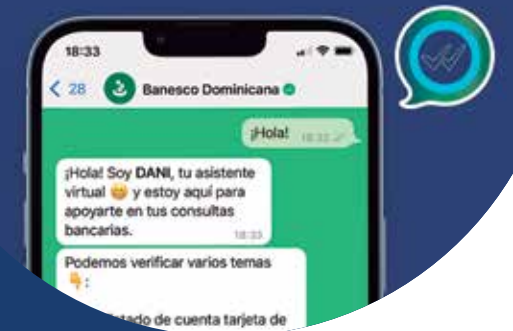 18:33
28 Banesco Dominicana
¡Hola!
18:33
¡Hola! Soy DANI, tu asistente
virtual 😊 y estoy aquí para
apoyarte en tus consultas
bancarias.
18:33
Podemos verificar varios temas
👇:
de cuenta tarjeta de